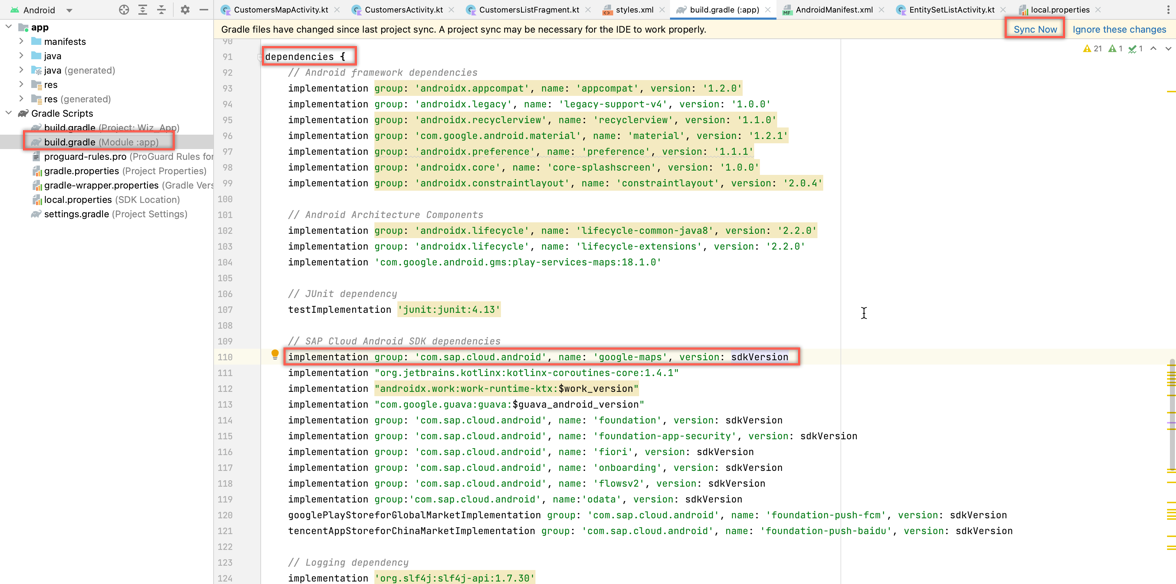 Android
CustomersMapActivity.kt
CustomersActivity.kt
CustomersListFragment.kt
styles.xml
build.gradle (:app)
AndroidManifest.xml
EntitySetListActivity.kt
local.properties
app
manifests
java
java (generated)
res
res (generated)
Gradle Scripts
build.gradle (Project: Wiz_App)
build.gradle (Module :app)
proguard-rules.pro (ProGuard Rules for
gradle.properties (Project Properties)
gradle-wrapper.properties (Gradle Vers
local.properties (SDK Location)
settings.gradle (Project Settings)
Gradle files have changed since last project sync. A project sync may be necessary for the IDE to work properly.
Sync Now
Ignore these changes
21 1 1
90
91 dependencies {
92 // Android framework dependencies
93 implementation group: 'androidx.appcompat', name: 'appcompat', version: '1.2.0'
94 implementation group: 'androidx.legacy', name: 'legacy-support-v4', version: '1.0.0'
95 implementation group: 'androidx.recyclerview', name: 'recyclerview', version: '1.1.0'
96 implementation group: 'com.google.android.material', name: 'material', version: '1.2.1'
97 implementation group: 'androidx.preference', name: 'preference', version: '1.1.1'
98 implementation group: 'androidx.core', name: 'core-splashscreen', version: '1.0.0'
99 implementation group: 'androidx.constraintlayout', name: 'constraintlayout', version: '2.0.4'
100
101 // Android Architecture Components
102 implementation group: 'androidx.lifecycle', name: 'lifecycle-common-java8', version: '2.2.0'
103 implementation group: 'androidx.lifecycle', name: 'lifecycle-extensions', version: '2.2.0'
104 implementation 'com.google.android.gms:play-services-maps:18.1.0'
105
106 // JUnit dependency
107 testImplementation 'junit:junit:4.13'
108
109 // SAP Cloud Android SDK dependencies
110 implementation group: 'com.sap.cloud.android', name: 'google-maps', version: sdkVersion
111 implementation "org.jetbrains.kotlinx:kotlinx-coroutines-core:1.4.1"
112 implementation "androidx.work:work-runtime-ktx:$work_version"
113 implementation "com.google.guava:guava:$guava_android_version"
114 implementation group: 'com.sap.cloud.android', name: 'foundation', version: sdkVersion
115 implementation group: 'com.sap.cloud.android', name: 'foundation-app-security', version: sdkVersion
116 implementation group: 'com.sap.cloud.android', name: 'fiori', version: sdkVersion
117 implementation group: 'com.sap.cloud.android', name: 'onboarding', version: sdkVersion
118 implementation group: 'com.sap.cloud.android', name: 'flowsv2', version: sdkVersion
119 implementation group:'com.sap.cloud.android', name:'odata', version: sdkVersion
120 googlePlayStoreforGlobalMarketImplementation group: 'com.sap.cloud.android', name: 'foundation-push-fcm', version: sdkVersion
121 tencentAppStoreforChinaMarketImplementation group: 'com.sap.cloud.android', name: 'foundation-push-baidu', version: sdkVersion
122
123 // Logging dependency
124 implementation 'org.slf4j:slf4j-api:1.7.30'